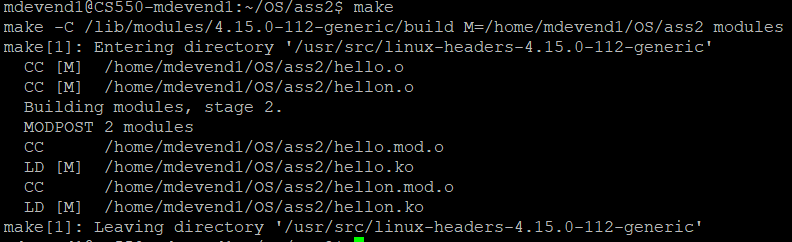 mdevend1@CS550-mdevend1:~/OS/ass2$ make
make -C /lib/modules/4.15.0-112-generic/build M=/home/mdevend1/OS/ass2 modules
make[1]: Entering directory '/usr/src/linux-headers-4.15.0-112-generic'
  CC [M]  /home/mdevend1/OS/ass2/hello.o
  CC [M]  /home/mdevend1/OS/ass2/hellon.o
  Building modules, stage 2.
  MODPOST 2 modules
  CC      /home/mdevend1/OS/ass2/hello.mod.o
  LD [M]  /home/mdevend1/OS/ass2/hello.ko
  CC      /home/mdevend1/OS/ass2/hellon.mod.o
  LD [M]  /home/mdevend1/OS/ass2/hellon.ko
make[1]: Leaving directory '/usr/src/linux-headers-4.15.0-112-generic'